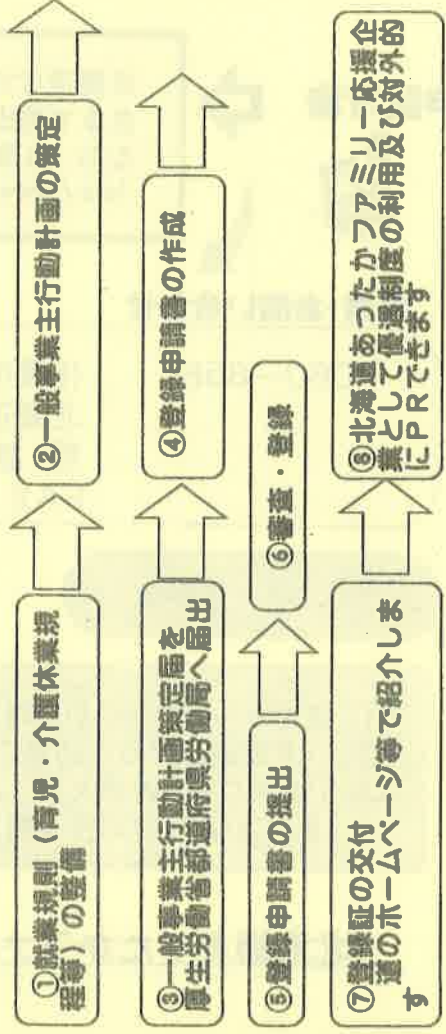 ①就業規則（育児・介護休業規
程等）の整備
②一般事業主行動計画の策定
③一般事業主行動計画策定届を
厚生労働省都道府県労働局へ届出
④登録申請書の作成
⑤登録申請書の提出
⑥審査・登録
⑦登録証の交付
道のホームページ等で紹介しま
す
⑧北海道あったかファミリー応援企
業として優遇制度の利用及び対外的
にＰＲできます